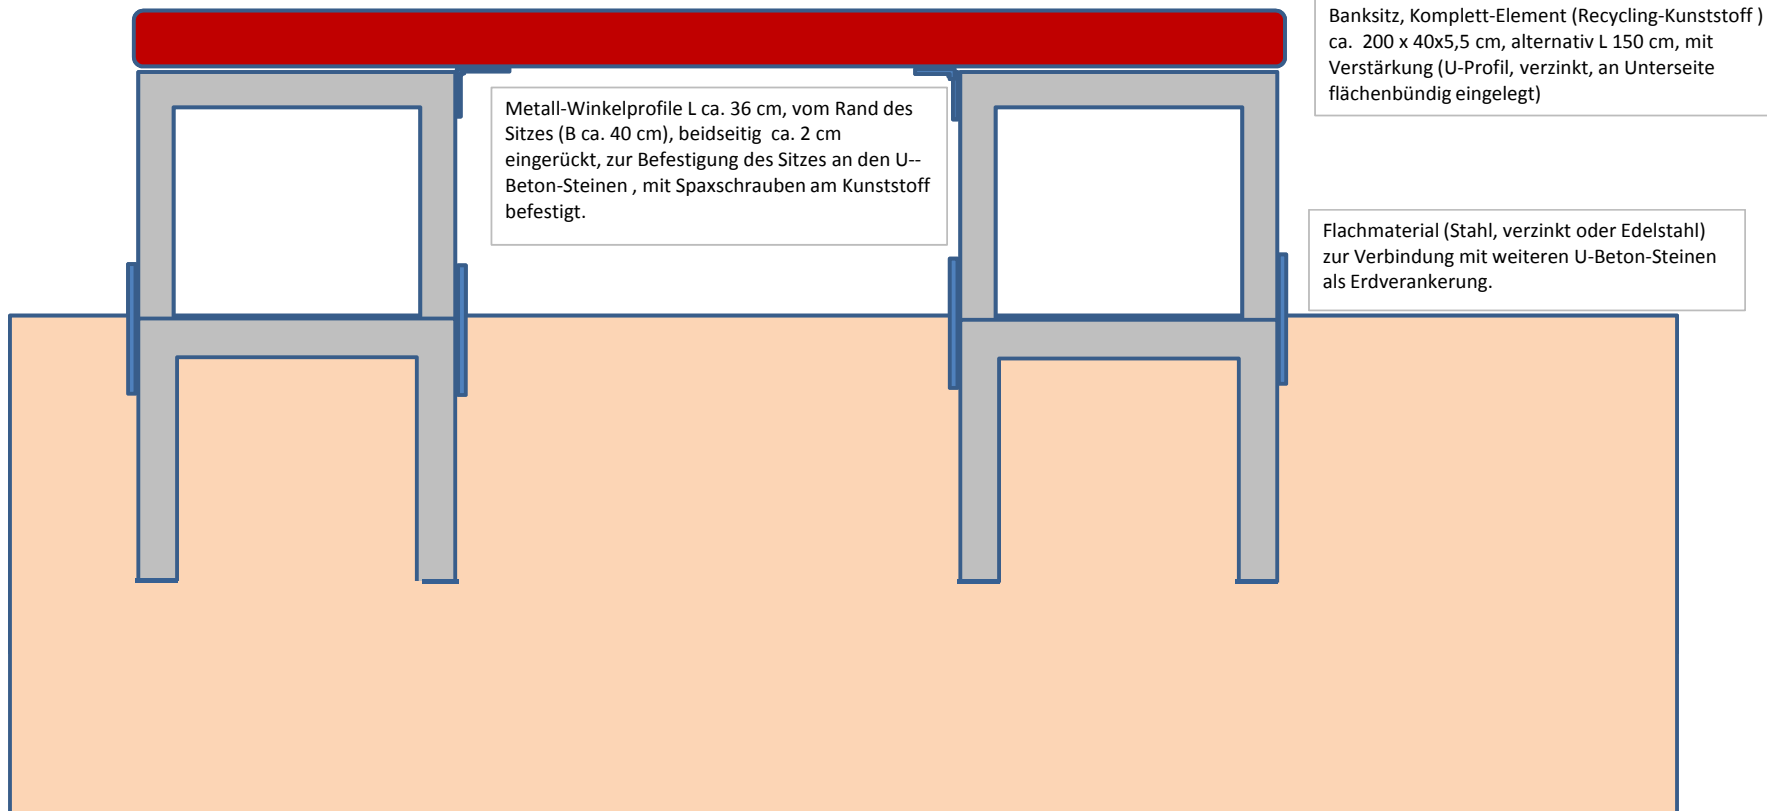 Banksitz, Komplett-Element (Recycling-Kunststoff )
ca.  200 x 40x5,5 cm, alternativ L 150 cm, mit
Verstärkung (U-Profil, verzinkt, an Unterseite
flächenbündig eingelegt)
Metall-Winkelprofile L ca. 36 cm, vom Rand des
Sitzes (B ca. 40 cm), beidseitig  ca. 2 cm
eingerückt, zur Befestigung des Sitzes an den U--
Beton-Steinen , mit Spaxschrauben am Kunststoff
befestigt.
Flachmaterial (Stahl, verzinkt oder Edelstahl)
zur Verbindung mit weiteren U-Beton-Steinen
als Erdverankerung.